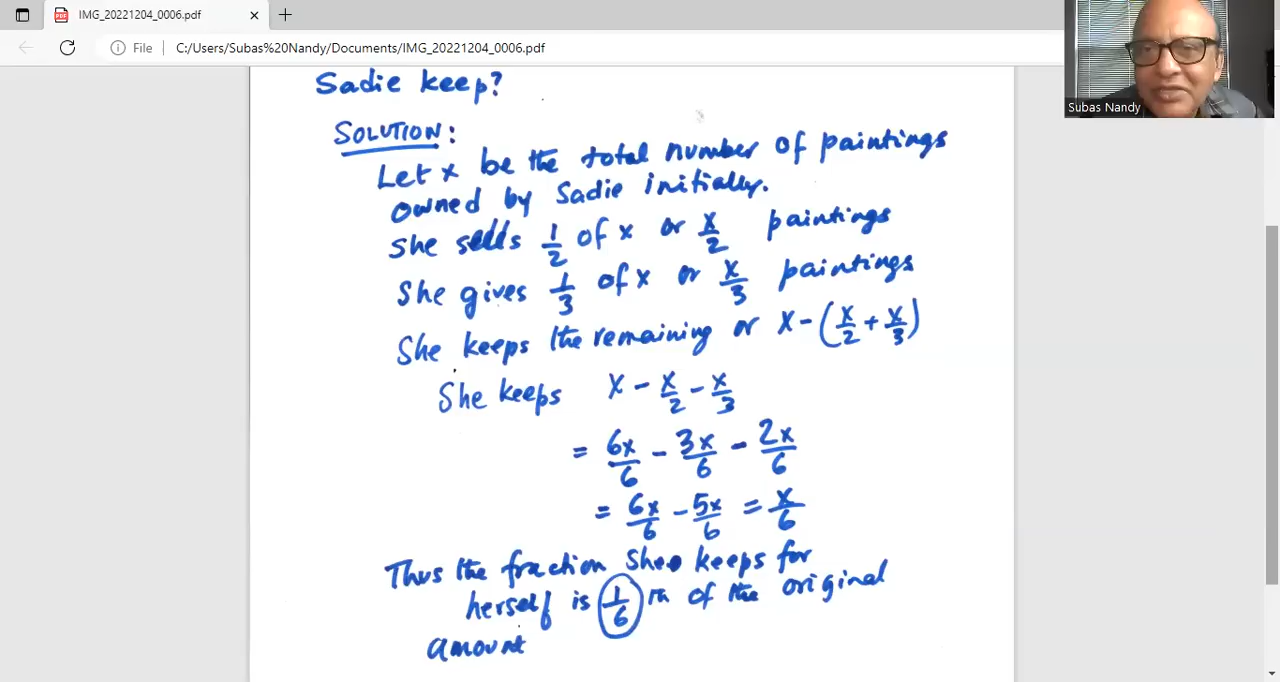 IMG_20221204_0006.pdf
File C:/Users/Subas%20Nandy/Documents/IMG_20221204_0006.pdf
Subas Nandy
Sadie keep?
SOLUTION:
Let x be the total number of paintings
owned by Sadie initially.
She sells 1/2 of x or x/2 paintings
She gives 1/3 of x or x/3 paintings
She keeps the remaining or x - (x/2 + x/3)
She keeps x - x/2 - x/3
= 6x/6 - 3x/6 - 2x/6
= 6x/6 - 5x/6 = x/6
Thus the fraction she keeps for
herself is 1/6 th of the original
amount